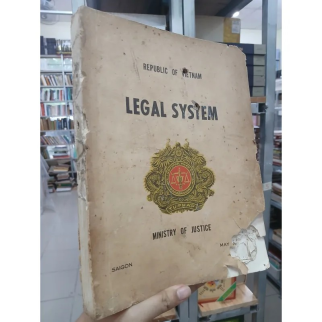 REPUBLIC OF VIETNAM
LEGAL SYSTEM
MINISTRY OF JUSTICE
SAIGON